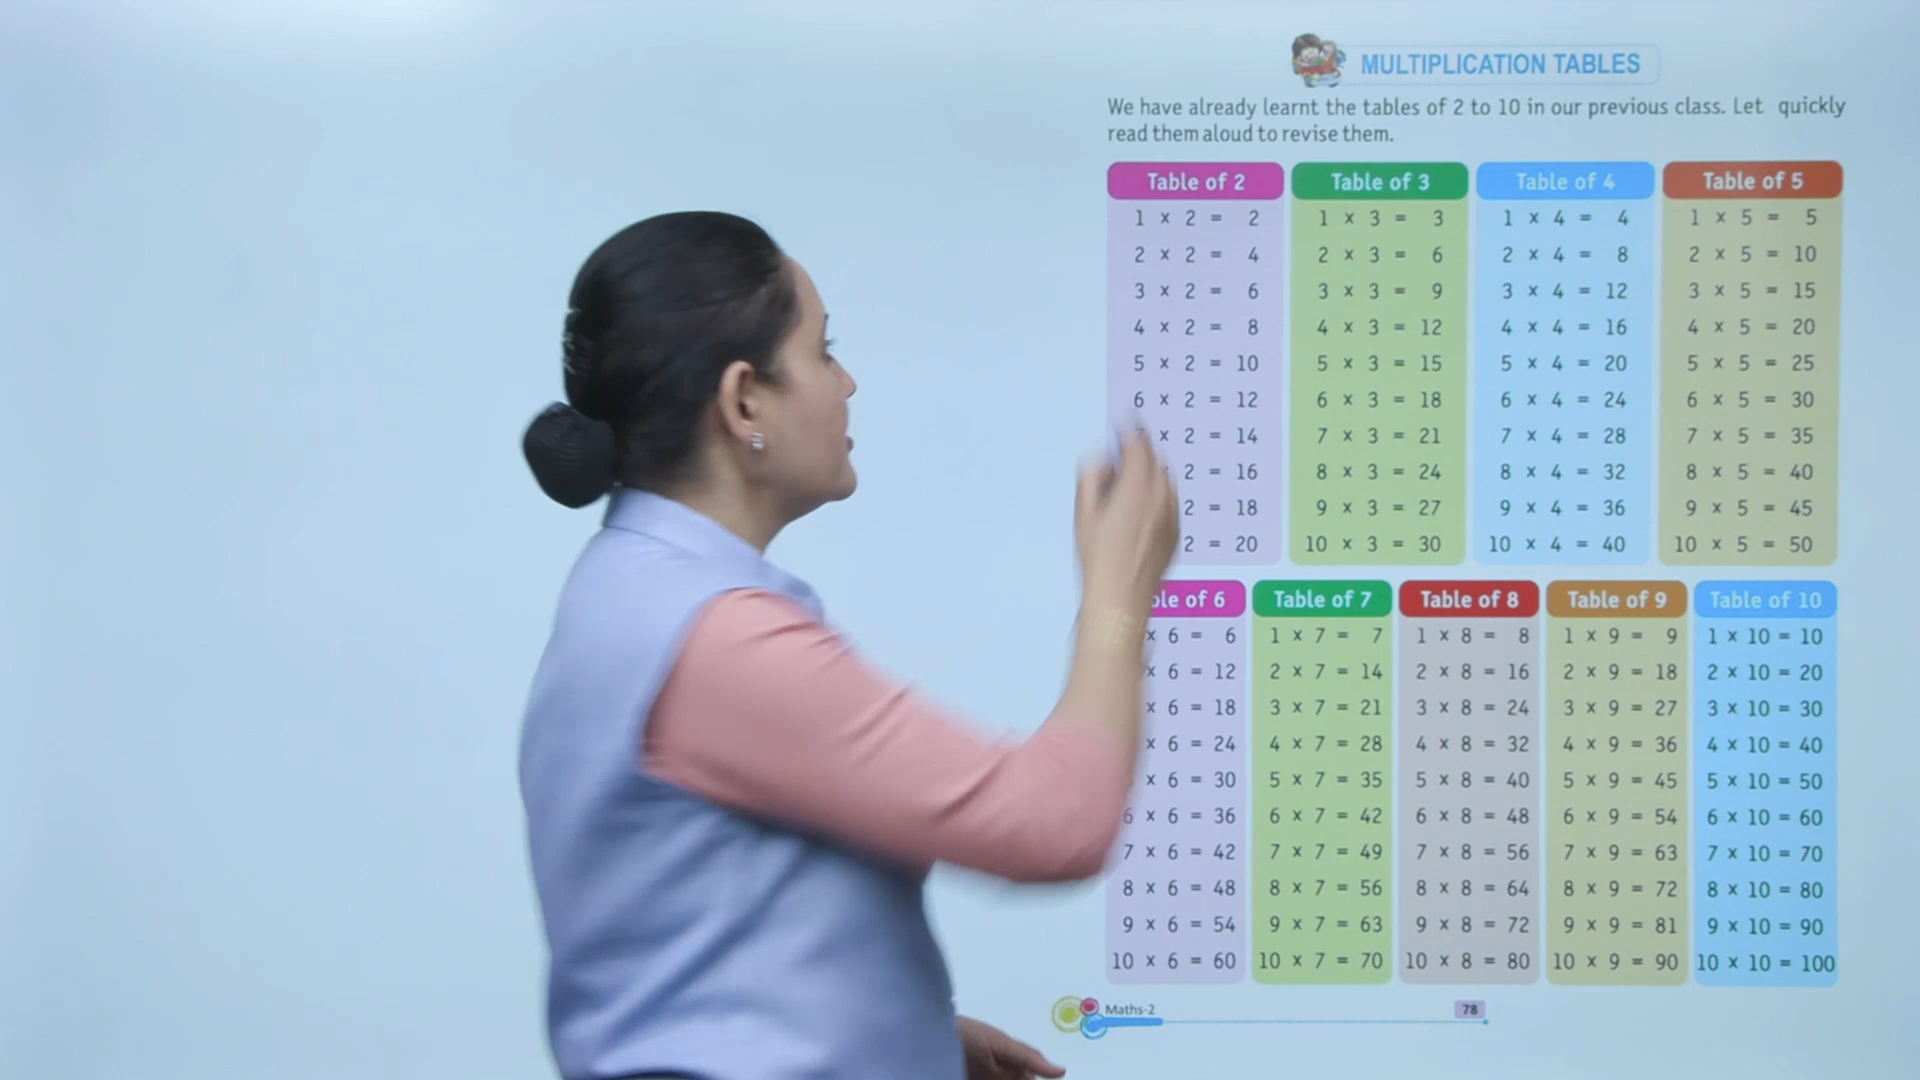 MULTIPLICATION TABLES
We have already learnt the tables of 2 to 10 in our previous class. Let quickly
read them aloud to revise them.
Table of 2
1 × 2 = 2
2 × 2 = 4
3 × 2 = 6
4 × 2 = 8
5 × 2 = 10
6 × 2 = 12
× 2 = 14
2 = 16
2 = 18
2 = 20
Table of 3
1 × 3 = 3
2 × 3 = 6
3 × 3 = 9
4 × 3 = 12
5 × 3 = 15
6 × 3 = 18
7 × 3 = 21
8 × 3 = 24
9 × 3 = 27
10 × 3 = 30
Table of 4
1 × 4 = 4
2 × 4 = 8
3 × 4 = 12
4 × 4 = 16
5 × 4 = 20
6 × 4 = 24
7 × 4 = 28
8 × 4 = 32
9 × 4 = 36
10 × 4 = 40
Table of 5
1 × 5 = 5
2 × 5 = 10
3 × 5 = 15
4 × 5 = 20
5 × 5 = 25
6 × 5 = 30
7 × 5 = 35
8 × 5 = 40
9 × 5 = 45
10 × 5 = 50
of 6
× 6 = 6
× 6 = 12
× 6 = 18
× 6 = 24
× 6 = 30
6 × 6 = 36
7 × 6 = 42
8 × 6 = 48
9 × 6 = 54
10 × 6 = 60
Table of 7
1 × 7 = 7
2 × 7 = 14
3 × 7 = 21
4 × 7 = 28
5 × 7 = 35
6 × 7 = 42
7 × 7 = 49
8 × 7 = 56
9 × 7 = 63
10 × 7 = 70
Table of 8
1 × 8 = 8
2 × 8 = 16
3 × 8 = 24
4 × 8 = 32
5 × 8 = 40
6 × 8 = 48
7 × 8 = 56
8 × 8 = 64
9 × 8 = 72
10 × 8 = 80
Table of 9
1 × 9 = 9
2 × 9 = 18
3 × 9 = 27
4 × 9 = 36
5 × 9 = 45
6 × 9 = 54
7 × 9 = 63
8 × 9 = 72
9 × 9 = 81
10 × 9 = 90
Table of 10
1 × 10 = 10
2 × 10 = 20
3 × 10 = 30
4 × 10 = 40
5 × 10 = 50
6 × 10 = 60
7 × 10 = 70
8 × 10 = 80
9 × 10 = 90
10 × 10 = 100
Maths-2
78